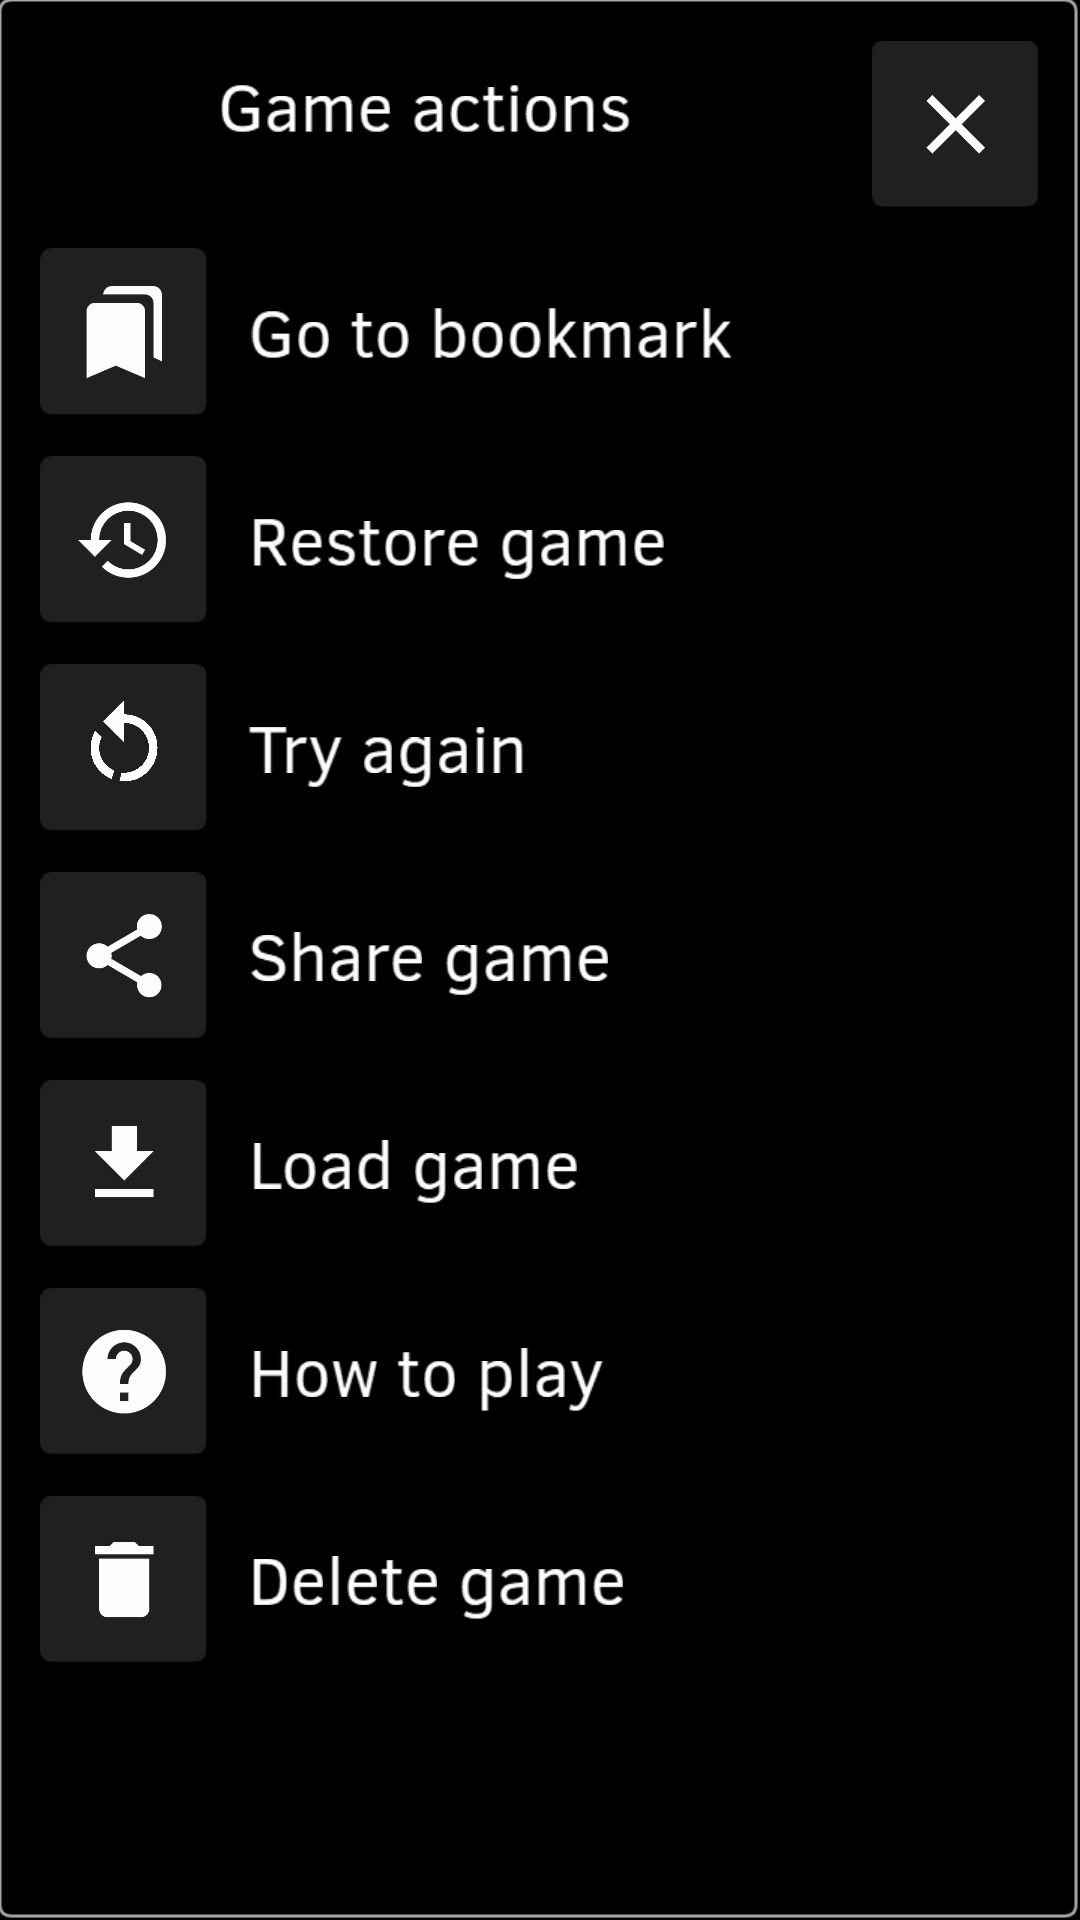 Game actions
Go to bookmark
Restore game
Try again
Share game
Load game
How to play
Delete game